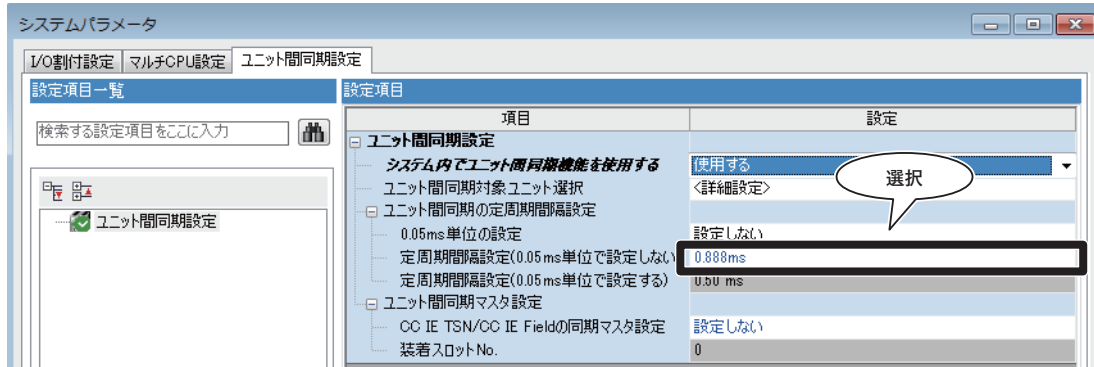 システムパラメータ
I/O割付設定 マルチCPU設定 ユニット間同期設定
設定項目一覧
検索する設定項目をここに入力
ユニット間同期設定
設定項目
項目 設定
ユニット間同期設定
システム内でユニット間同期機能を使用する 使用する
ユニット間同期対象ユニット選択 <詳細設定>
ユニット間同期の定周期間隔設定
0.05ms単位の設定 設定しない
定周期間隔設定(0.05ms単位で設定しない 0.888ms
定周期間隔設定(0.05ms単位で設定する) 0.50 ms
ユニット間同期マスタ設定
CC IE TSN/CC IE Fieldの同期マスタ設定 設定しない
装着スロットNo. 0
選択